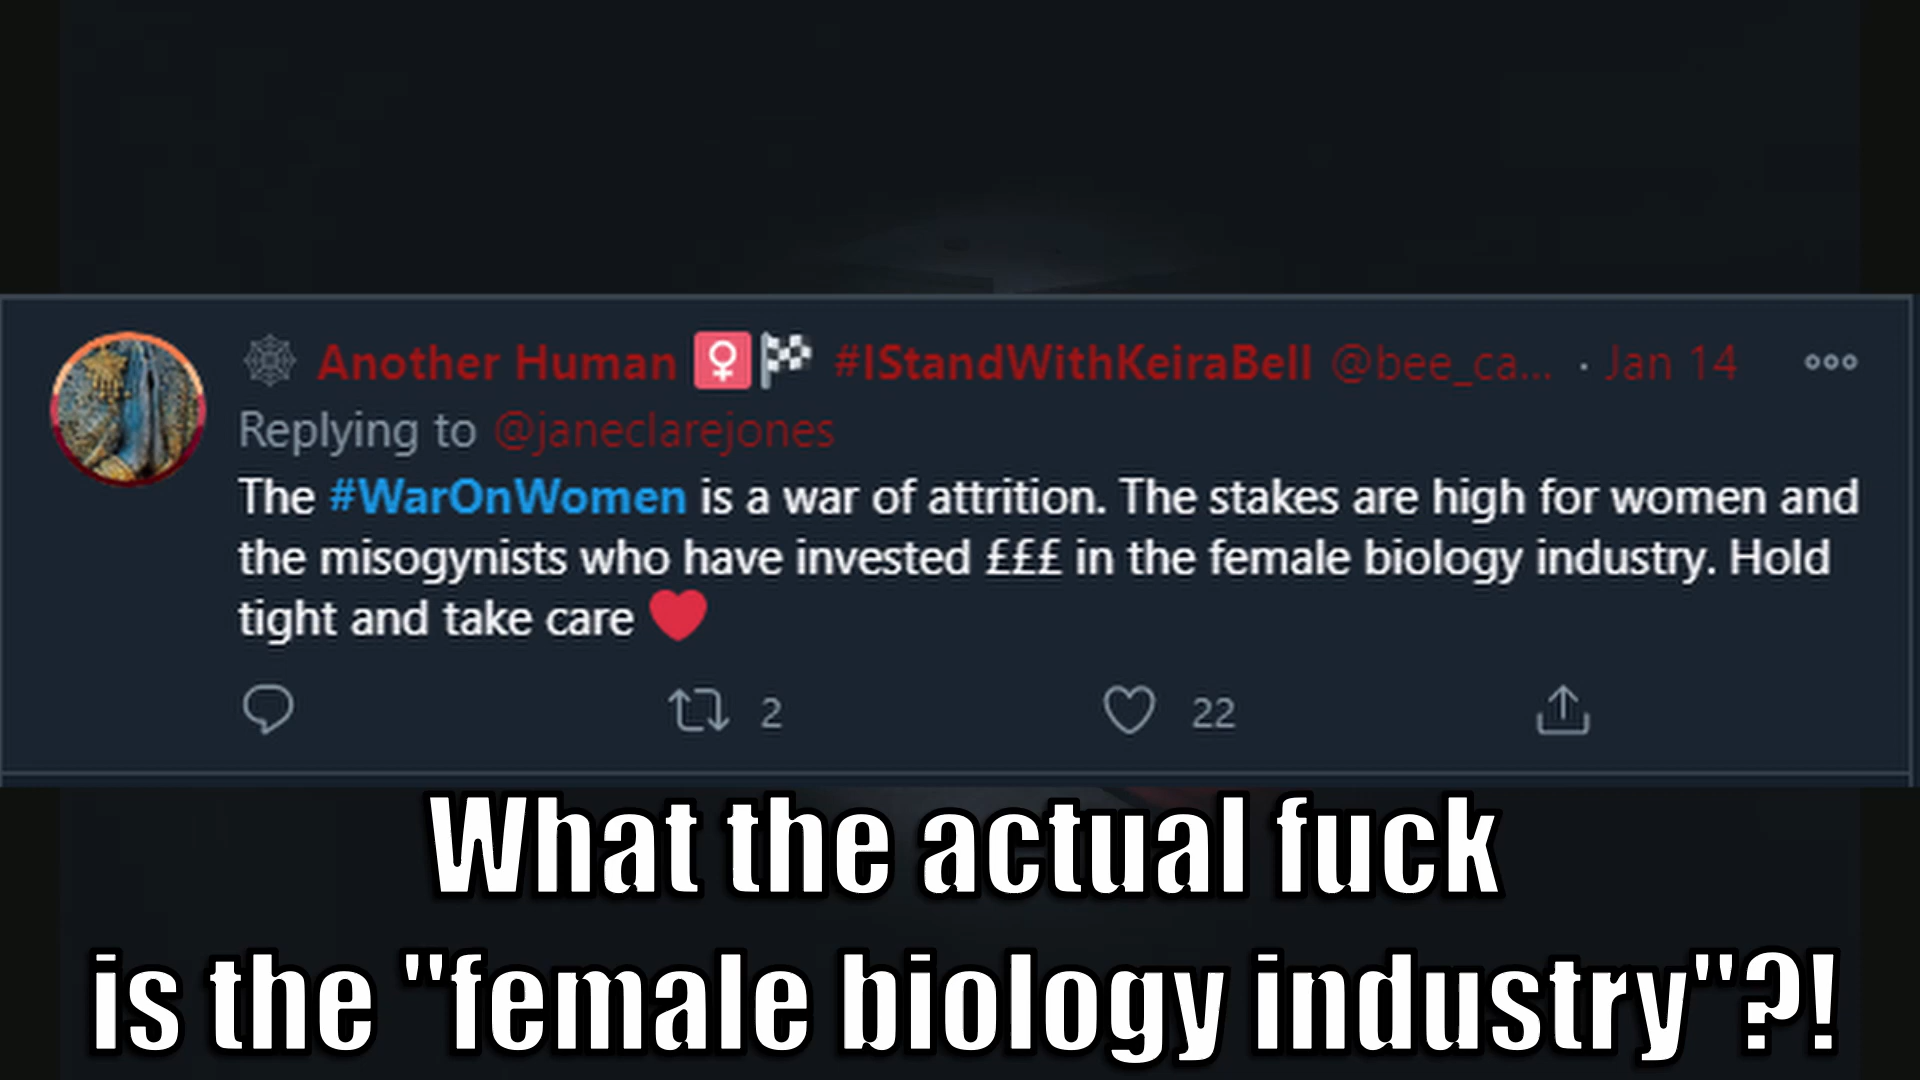 Another Human #IStandWithKeiraBell @bee_ca... · Jan 14
Replying to @janeclarejones
The #WarOnWomen is a war of attrition. The stakes are high for women and
the misogynists who have invested £££ in the female biology industry. Hold
tight and take care ❤
2 22
What the actual fuck
is the "female biology industry"?!